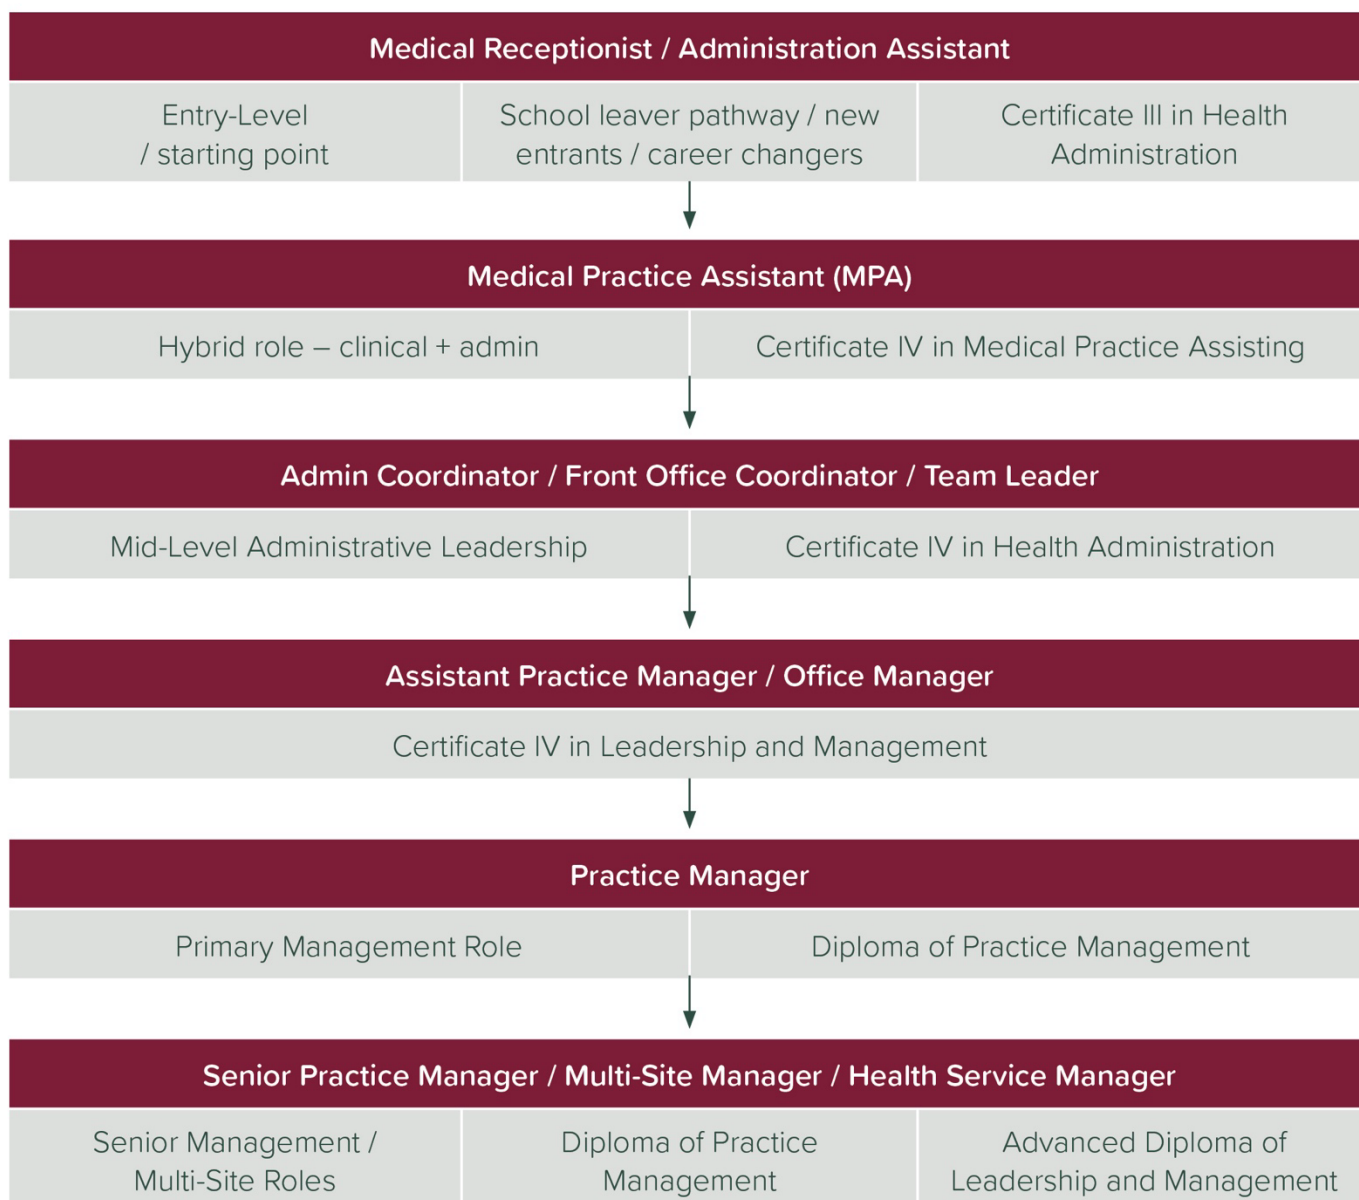 Medical Receptionist / Administration Assistant
Entry-Level
/ starting point
School leaver pathway / new
entrants / career changers
Certificate III in Health
Administration
Medical Practice Assistant (MPA)
Hybrid role – clinical + admin
Certificate IV in Medical Practice Assisting
Admin Coordinator / Front Office Coordinator / Team Leader
Mid-Level Administrative Leadership
Certificate IV in Health Administration
Assistant Practice Manager / Office Manager
Certificate IV in Leadership and Management
Practice Manager
Primary Management Role
Diploma of Practice Management
Senior Practice Manager / Multi-Site Manager / Health Service Manager
Senior Management /
Multi-Site Roles
Diploma of Practice
Management
Advanced Diploma of
Leadership and Management